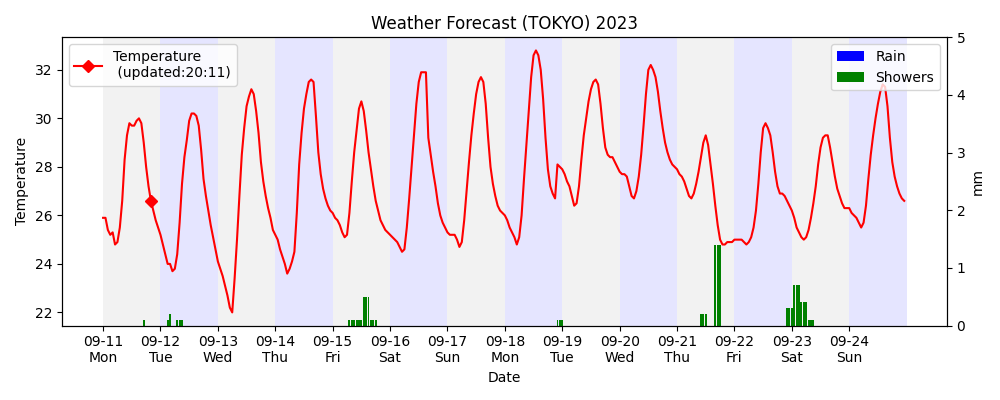 Weather Forecast (TOKYO) 2023
Temperature
(updated:20:11)
Rain
Showers
Temperature
32
30
28
26
24
22
5
4
3
2
1
0
mm
09-11 09-12 09-13 09-14 09-15 09-16 09-17 09-18 09-19 09-20 09-21 09-22 09-23 09-24
Mon Tue Wed Thu Fri Sat Sun Mon Tue Wed Thu Fri Sat Sun
Date